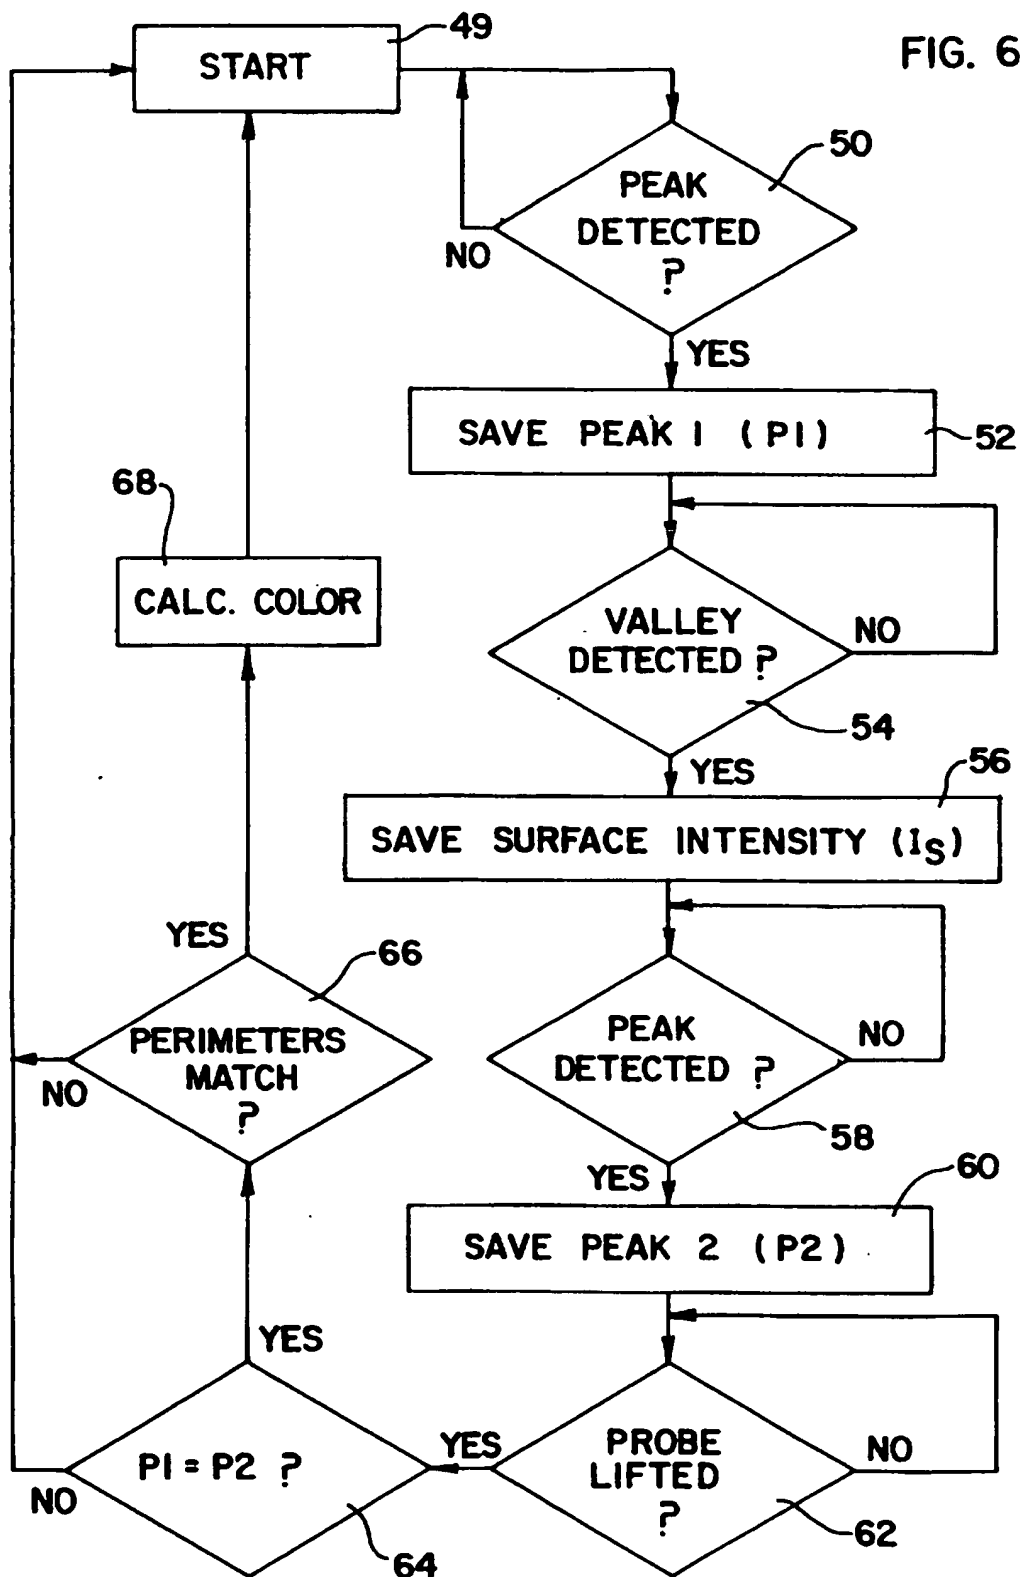 FIG. 6
START
49
PEAK
DETECTED
?
50
NO
YES
SAVE PEAK 1 (P1)
52
VALLEY
DETECTED ?
54
NO
YES
SAVE SURFACE INTENSITY (IS)
56
PEAK
DETECTED ?
58
NO
YES
SAVE PEAK 2 (P2)
60
PROBE
LIFTED
?
62
NO
YES
P1 = P2 ?
64
NO
YES
PERIMETERS
MATCH
?
66
NO
YES
CALC. COLOR
68